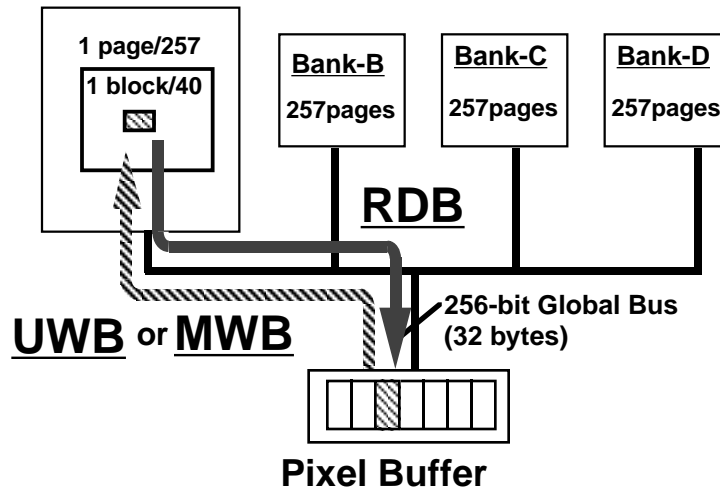 1 page/257
1 block/40
Bank-B
257pages
Bank-C
257pages
Bank-D
257pages
RDB
UWB or MWB
256-bit Global Bus
(32 bytes)
Pixel Buffer